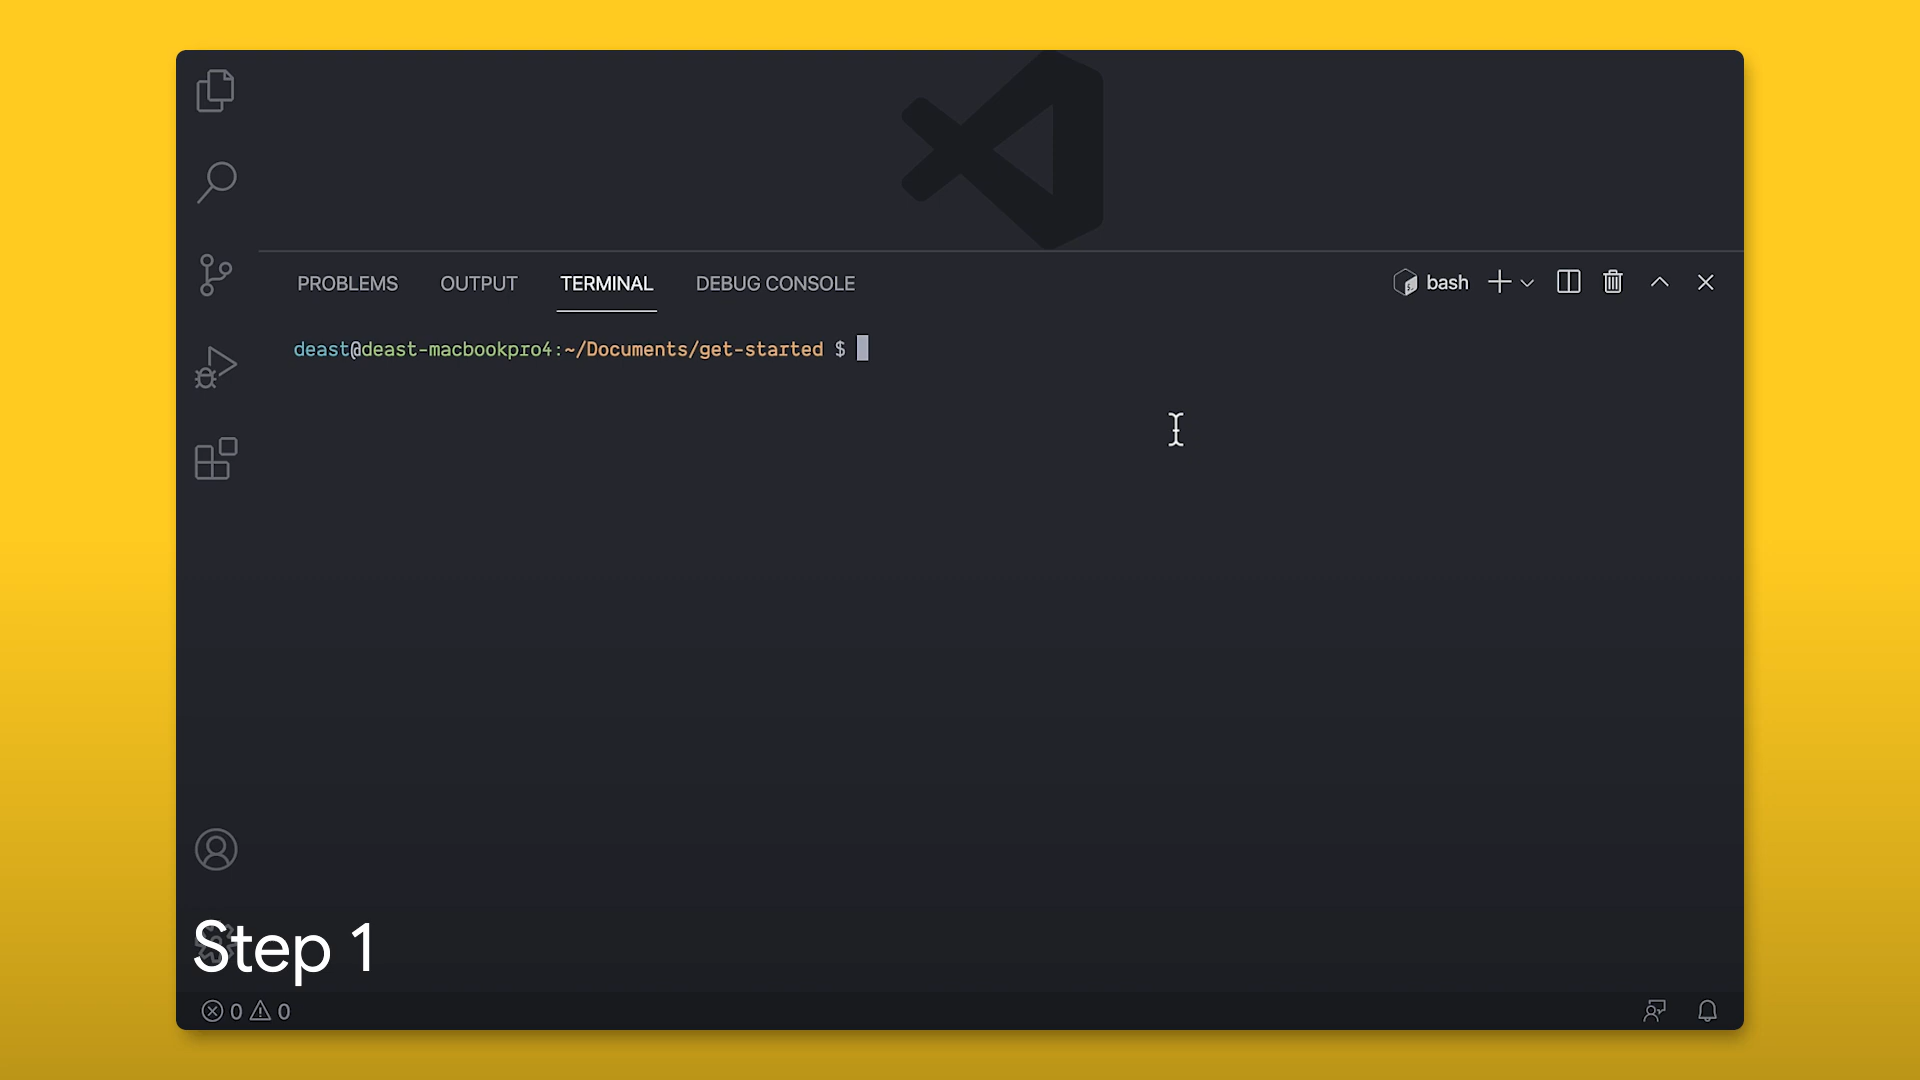 PROBLEMS OUTPUT TERMINAL DEBUG CONSOLE bash
deast@deast-macbookpro4:~/Documents/get-started $
Step 1
0 0